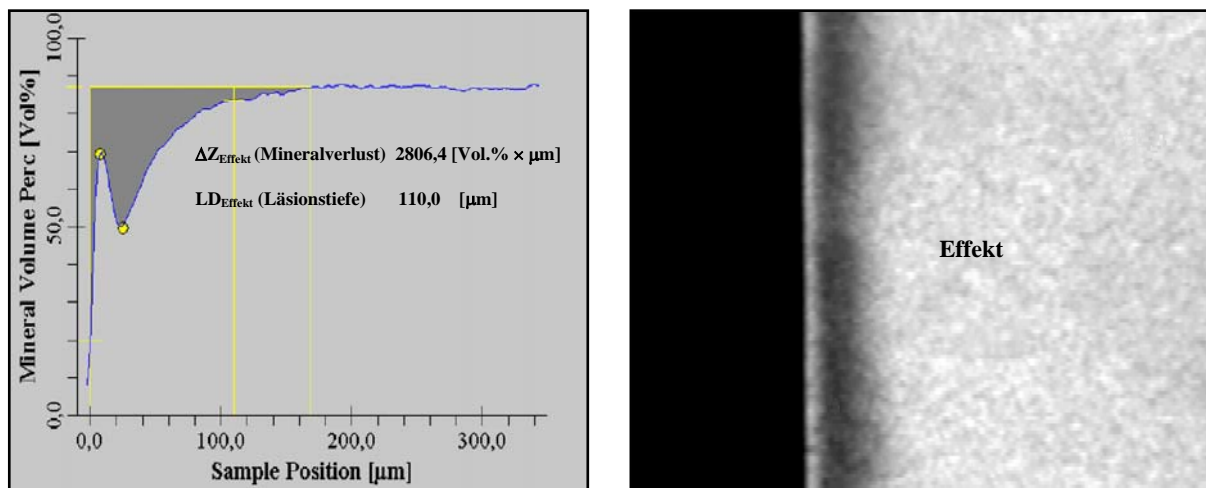 100,0
50,0
0,0
Mineral Volume Perc [Vol%]
ΔZEffekt (Mineralverlust) 2806,4 [Vol.% × µm]
LDEffekt (Läsionstiefe) 110,0 [µm]
0,0 100,0 200,0 300,0
Sample Position [µm]
Effekt